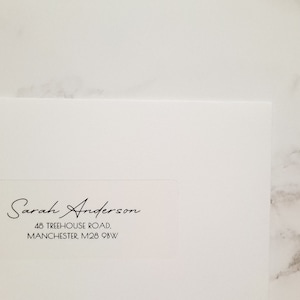 Sarah Anderson
48 TREEHOUSE ROAD,
MANCHESTER, M28 9BW